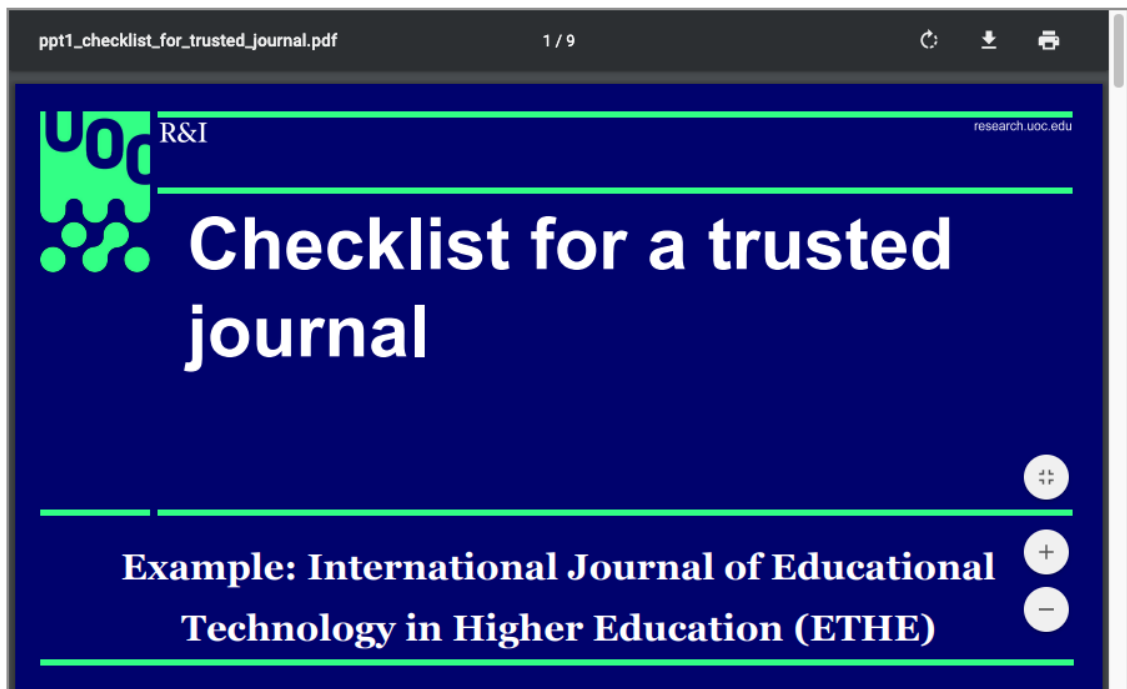 ppt1_checklist_for_trusted_journal.pdf 1 / 9
UOC R&I research.uoc.edu
Checklist for a trusted
journal
Example: International Journal of Educational
Technology in Higher Education (ETHE)